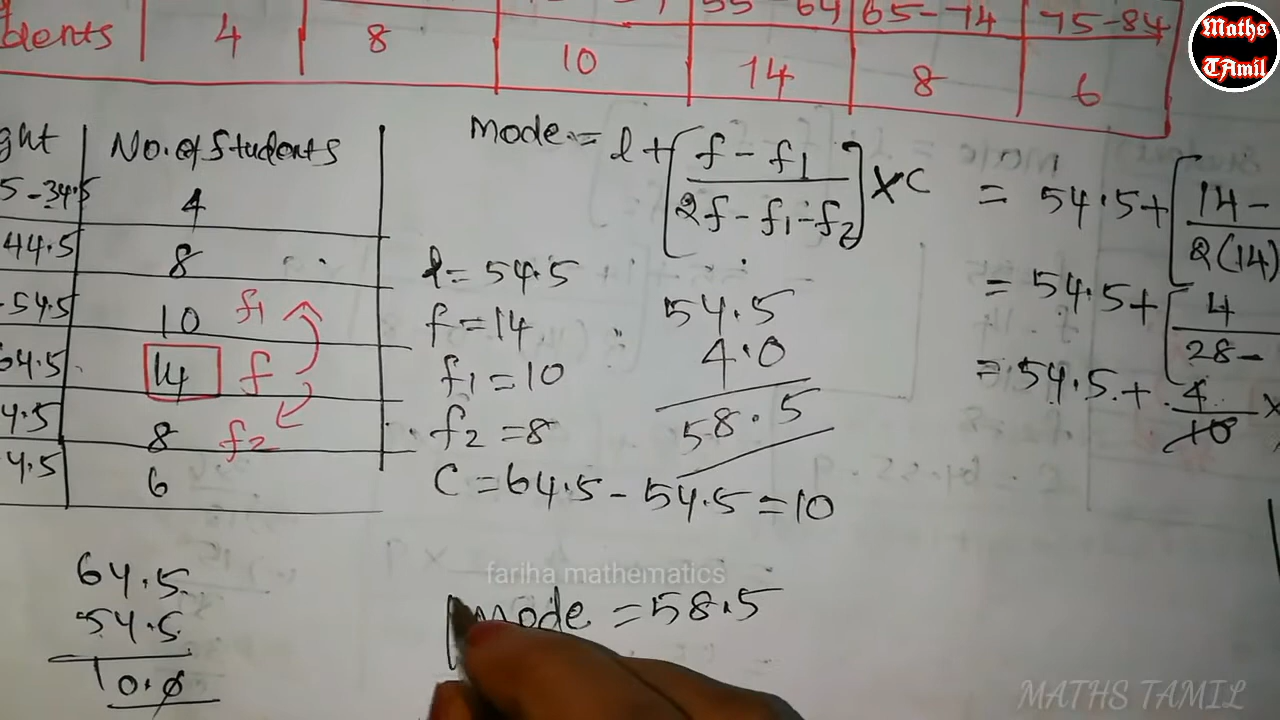 55-64 65-74 75-84
4 8 10 14 8 6
Maths
TAmil
No. of Students
5-34.5 4
44.5 8
-54.5 10 f1
64.5 14 f
4.5 8 f2
4.5 6
Mode = l + [f - f1 / 2f - f1 - f2] × C
l = 54.5
f = 14
f1 = 10
f2 = 8
C = 64.5 - 54.5 = 10
54.5
4.0
58.5
= 54.5 + [14 - / 2(14)
= 54.5 + [4 / 28 -
= 54.5 + 4 / 10 ×
64.5
54.5
10.0
fariha mathematics
Mode = 58.5
MATHS TAMIL